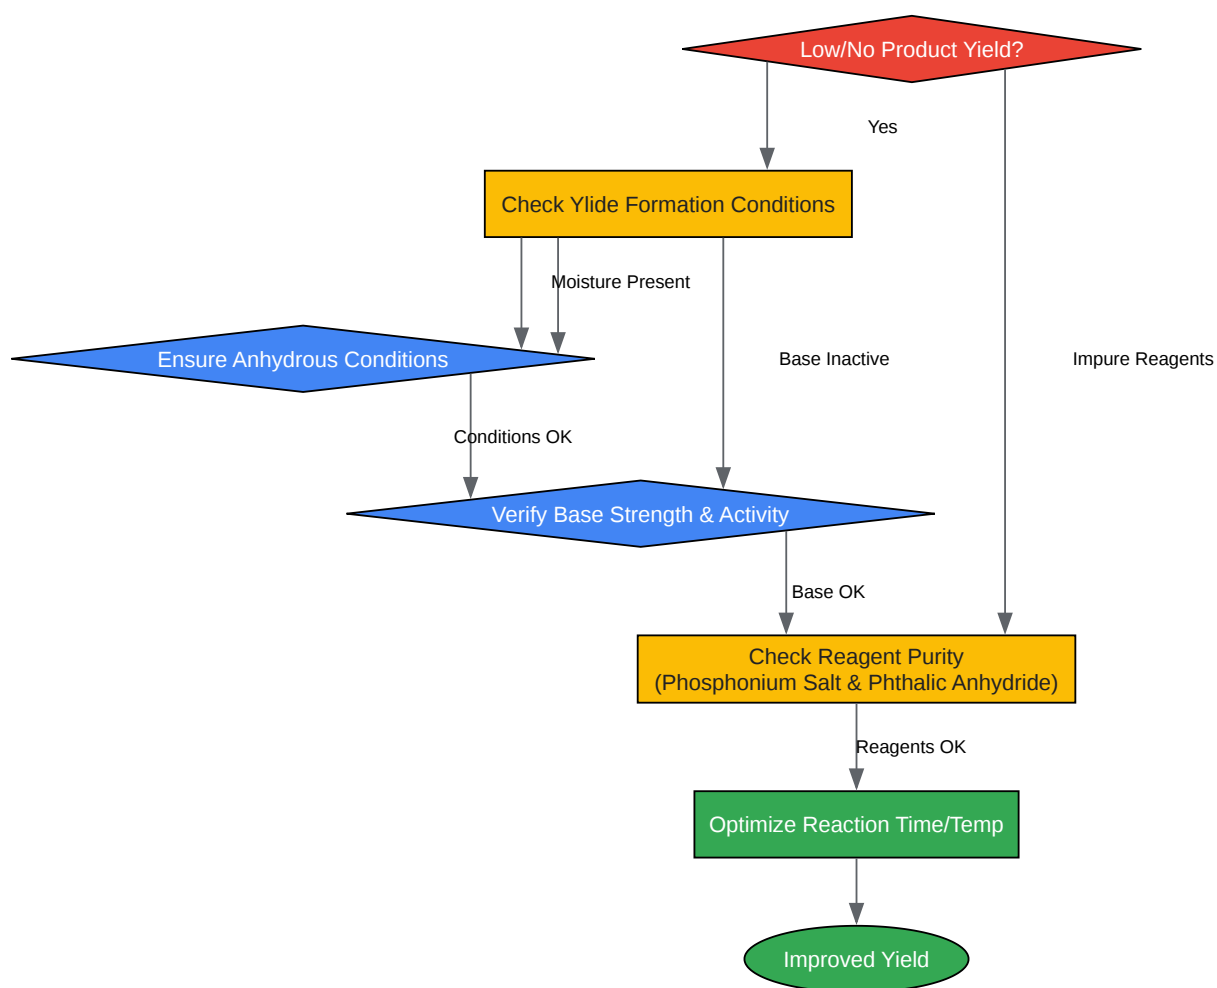 Low/No Product Yield?
Yes
Check Ylide Formation Conditions
Moisture Present
Ensure Anhydrous Conditions
Base Inactive
Impure Reagents
Conditions OK
Verify Base Strength & Activity
Base OK
Check Reagent Purity
(Phosphonium Salt & Phthalic Anhydride)
Reagents OK
Optimize Reaction Time/Temp
Improved Yield